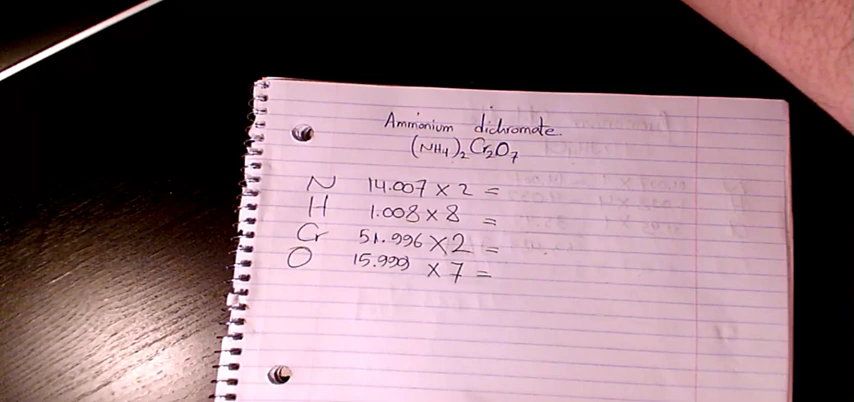 Ammonium dichromate.
(NH4)2Cr2O7
N 14.007 × 2 =
H 1.008 × 8 =
Cr 51.996 × 2 =
O 15.999 × 7 =